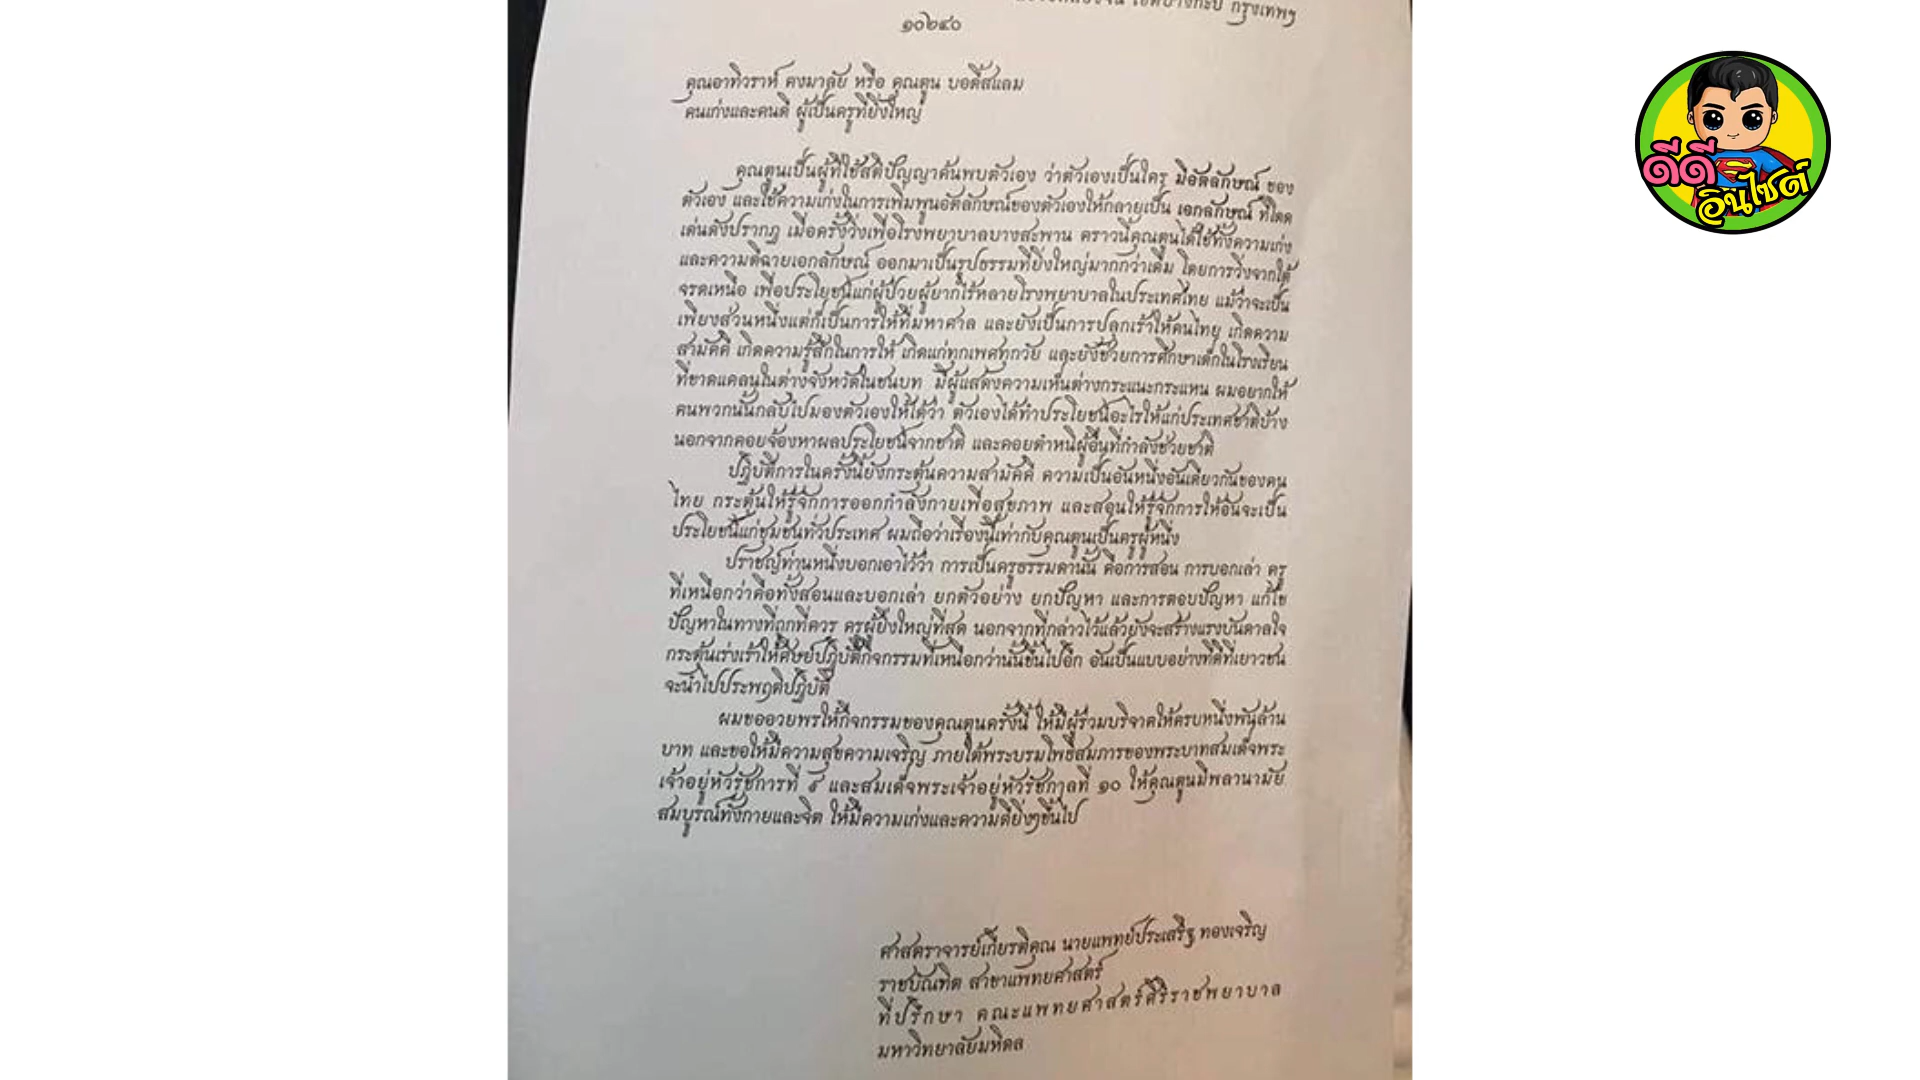 เขตบางกะปิ กรุงเทพฯ
๑๐๒๔๐
คุณอาทิวราห์ คงมาลัย หรือ คุณตูน บอดี้สแลม
คนเก่งและคนดี ผู้เป็นครูที่ยิ่งใหญ่
คุณตูนเป็นผู้ที่ใช้สติปัญญาค้นพบตัวเอง ว่าตัวเองเป็นใคร มีอัตลักษณ์ ของ
ตัวเอง และใช้ความเก่งในการเพิ่มพูนอัตลักษณ์ของตัวเองให้กลายเป็น เอกลักษณ์ ที่โดด
เด่นดังปรากฏ เมื่อครั้งวิ่งเพื่อโรงพยาบาลบางสะพาน คราวนี้คุณตูนได้ใช้ทั้งความเก่ง
และความดีฉายเอกลักษณ์ ออกมาเป็นรูปธรรมที่ยิ่งใหญ่มากกว่าเดิม โดยการวิ่งจากใต้
จรดเหนือ เพื่อประโยชน์แก่ผู้ป่วยผู้ยากไร้หลายโรงพยาบาลในประเทศไทย แม้ว่าจะเป็น
เพียงส่วนหนึ่งแต่ก็เป็นการให้ที่มหาศาล และยังเป็นการปลุกเร้าให้คนไทย เกิดความ
สามัคคี เกิดความรู้สึกในการให้ เกิดแก่ทุกเพศทุกวัย และยังช่วยการศึกษาเด็กในโรงเรียน
ที่ขาดแคลนในต่างจังหวัดในชนบท มีผู้แสดงความเห็นต่างกระแนะกระแหน ผมอยากให้
คนพวกนั้นกลับไปมองตัวเองให้ได้ว่า ตัวเองได้ทำประโยชน์อะไรให้แก่ประเทศชาติบ้าง
นอกจากคอยจ้องหาผลประโยชน์จากชาติ และคอยตำหนิผู้อื่นที่กำลังช่วยชาติ
ปฏิบัติการในครั้งนี้ยังกระตุ้นความสามัคคี ความเป็นอันหนึ่งอันเดียวกันของคน
ไทย กระตุ้นให้รู้จักการออกกำลังกายเพื่อสุขภาพ และสอนให้รู้จักการให้อันจะเป็น
ประโยชน์แก่ชุมชนทั่วประเทศ ผมถือว่าเรื่องนี้เท่ากับคุณตูนเป็นครูผู้หนึ่ง
ปราชญ์ท่านหนึ่งบอกเอาไว้ว่า การเป็นครูธรรมดานั้น คือการสอน การบอกเล่า ครู
ที่เหนือกว่าคือทั้งสอนและบอกเล่า ยกตัวอย่าง ยกปัญหา และการตอบปัญหา แก้ไข
ปัญหาในทางที่ถูกที่ควร ครูผู้ยิ่งใหญ่ที่สุด นอกจากที่กล่าวไว้แล้วยังจะสร้างแรงบันดาลใจ
กระตุ้นเร่งเร้าให้ศิษย์ปฏิบัติกิจกรรมที่เหนือกว่านั้นขึ้นไปอีก อันเป็นแบบอย่างที่ดีที่เยาวชน
จะนำไปประพฤติปฏิบัติ
ผมขออวยพรให้กิจกรรมของคุณตูนครั้งนี้ ให้มีผู้ร่วมบริจาคให้ครบหนึ่งพันล้าน
บาท และขอให้มีความสุขความเจริญ ภายใต้พระบรมโพธิสมภารของพระบาทสมเด็จพระ
เจ้าอยู่หัวรัชการที่ ๙ และสมเด็จพระเจ้าอยู่หัวรัชกาลที่ ๑๐ ให้คุณตูนมีพลานามัย
สมบูรณ์ทั้งกายและจิต ให้มีความเก่งและความดียิ่งๆขึ้นไป
ศาสตราจารย์เกียรติคุณ นายแพทย์ประเสริฐ ทองเจริญ
ราชบัณฑิต สาขาแพทยศาสตร์
ที่ปรึกษา คณะแพทยศาสตร์ศิริราชพยาบาล
มหาวิทยาลัยมหิดล
ดีดี
อินไซด์